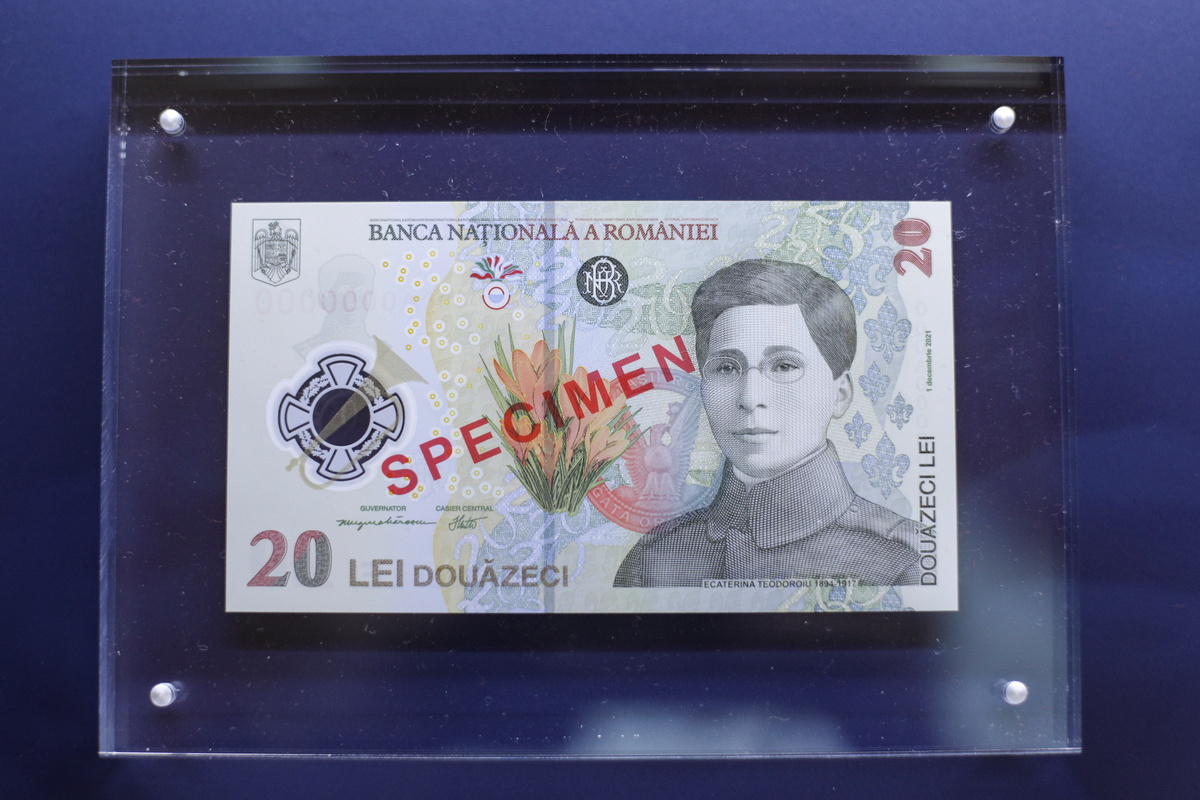 BANCA NAȚIONALĂ A ROMÂNIEI
20
SPECIMEN
1 decembrie 2021
GUVERNATOR CASIER CENTRAL
20 LEI DOUĂZECI
ECATERINA TEODOROIU 1894-1917
DOUĂZECI LEI